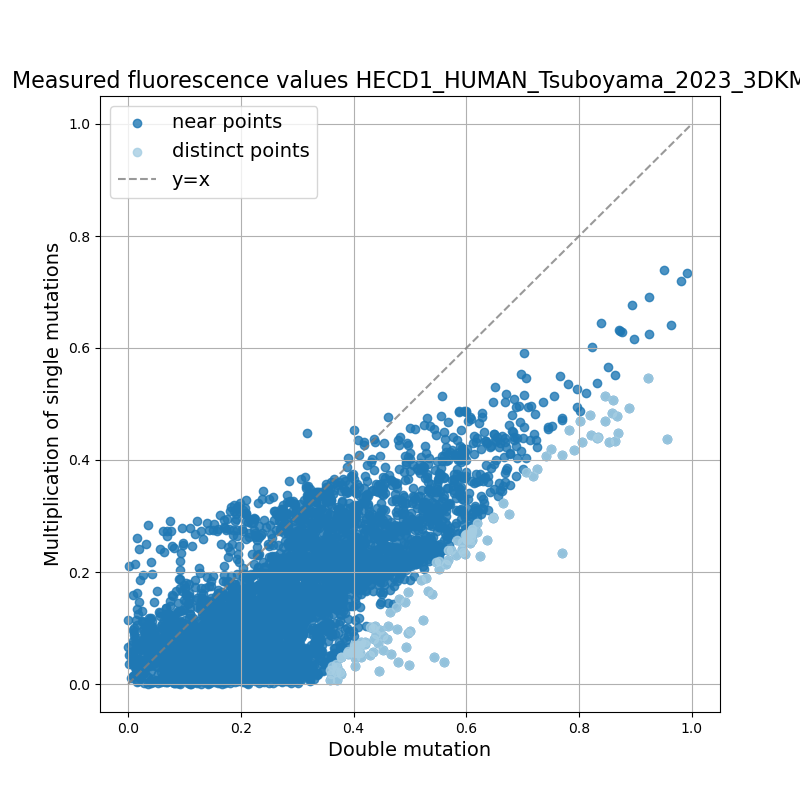 Measured fluorescence values HECD1_HUMAN_Tsuboyama_2023_3DKM
near points
distinct points
y=x
1.0
0.8
0.6
0.4
0.2
0.0
Multiplication of single mutations
0.0 0.2 0.4 0.6 0.8 1.0
Double mutation